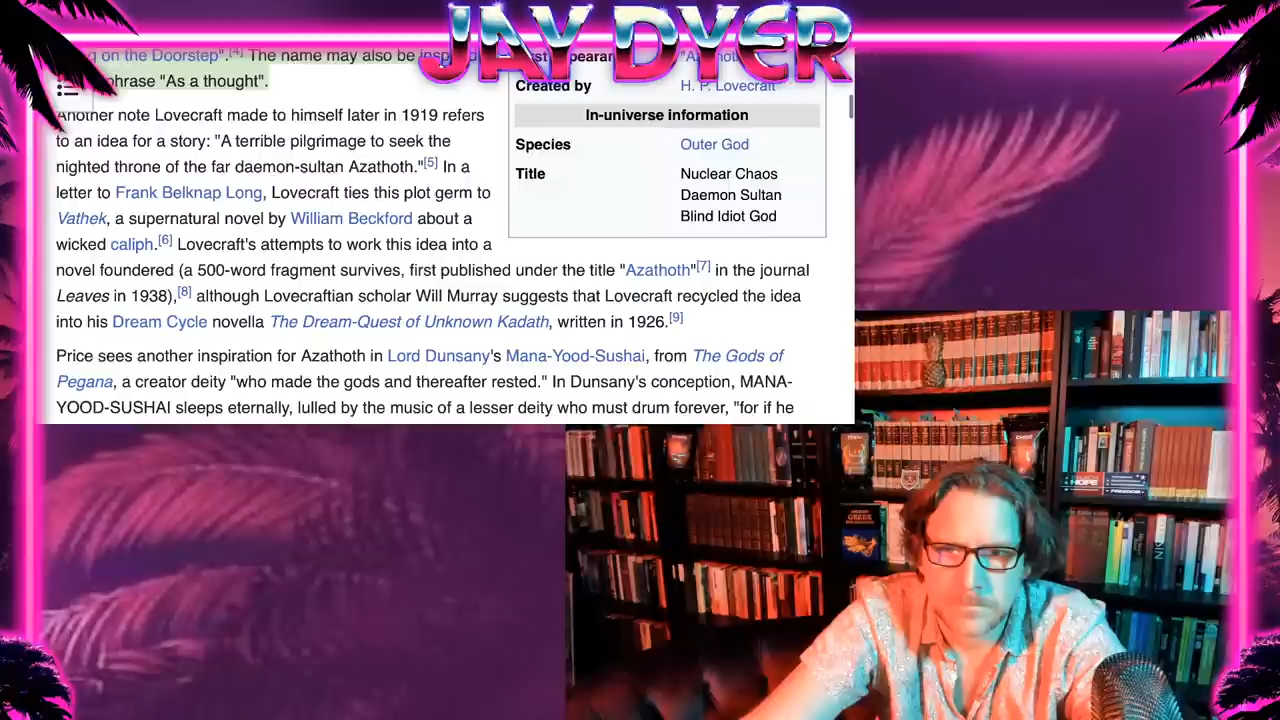 JAY DYER
on the Doorstep".[4] The name may also be
phrase "As a thought".
Another note Lovecraft made to himself later in 1919 refers
to an idea for a story: "A terrible pilgrimage to seek the
nighted throne of the far daemon-sultan Azathoth."[5] In a
letter to Frank Belknap Long, Lovecraft ties this plot germ to
Vathek, a supernatural novel by William Beckford about a
wicked caliph.[6] Lovecraft's attempts to work this idea into a
novel foundered (a 500-word fragment survives, first published under the title "Azathoth"[7] in the journal
Leaves in 1938),[8] although Lovecraftian scholar Will Murray suggests that Lovecraft recycled the idea
into his Dream Cycle novella The Dream-Quest of Unknown Kadath, written in 1926.[9]
Price sees another inspiration for Azathoth in Lord Dunsany's Mana-Yood-Sushai, from The Gods of
Pegana, a creator deity "who made the gods and thereafter rested." In Dunsany's conception, MANA-
YOOD-SUSHAI sleeps eternally, lulled by the music of a lesser deity who must drum forever, "for if he
Created by H. P. Lovecraft
In-universe information
Species Outer God
Title Nuclear Chaos
Daemon Sultan
Blind Idiot God
HOPE
GREEK